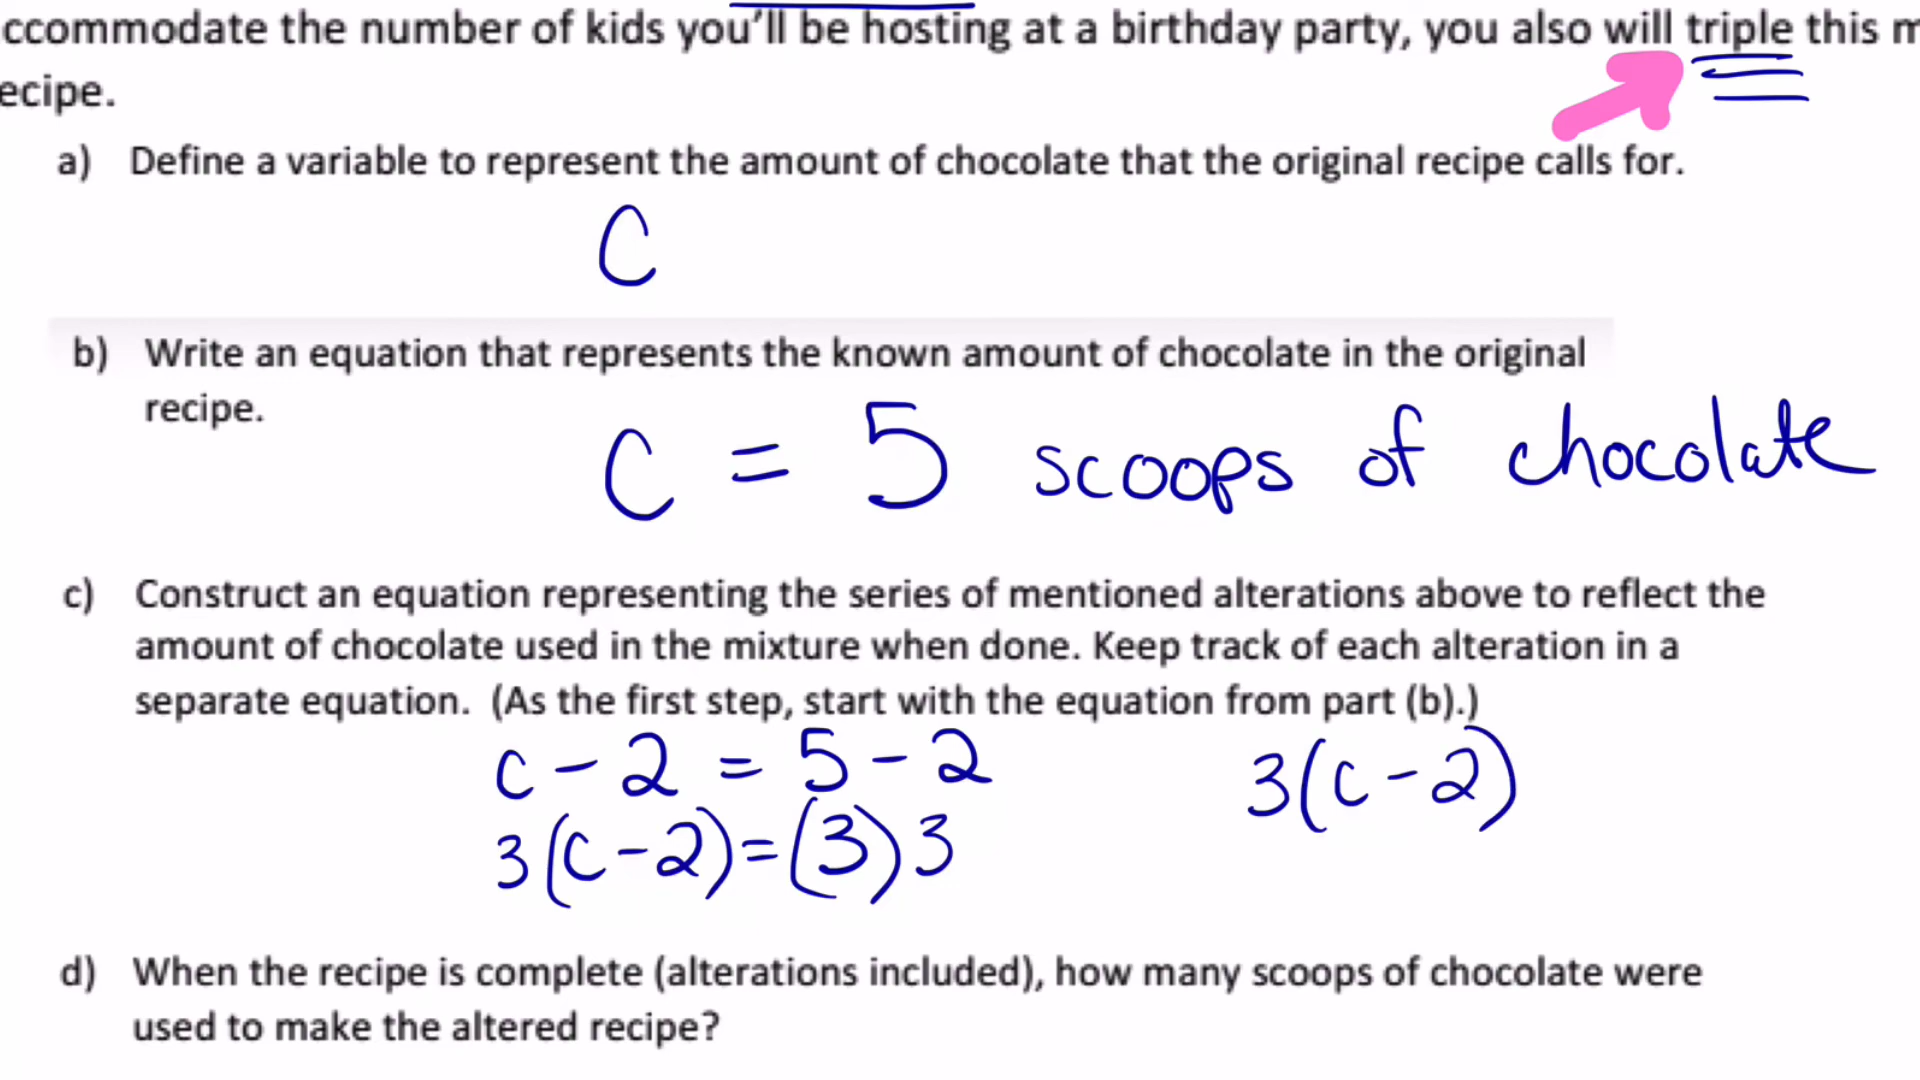 ccommodate the number of kids you'll be hosting at a birthday party, you also will triple this
ecipe.
a) Define a variable to represent the amount of chocolate that the original recipe calls for.
C
b) Write an equation that represents the known amount of chocolate in the original
recipe.
C = 5 scoops of chocolate
c) Construct an equation representing the series of mentioned alterations above to reflect the
amount of chocolate used in the mixture when done. Keep track of each alteration in a
separate equation. (As the first step, start with the equation from part (b).)
c - 2 = 5 - 2 3(c - 2)
3(c - 2) = (3)3
d) When the recipe is complete (alterations included), how many scoops of chocolate were
used to make the altered recipe?